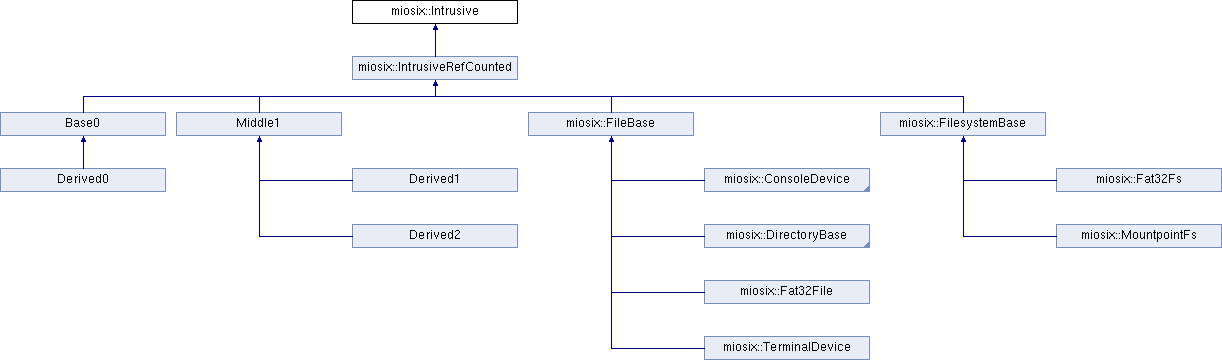 miosix::Intrusive
miosix::IntrusiveRefCounted
Base0
Middle1
miosix::FileBase
miosix::FilesystemBase
Derived0
Derived1
miosix::ConsoleDevice
miosix::Fat32Fs
Derived2
miosix::DirectoryBase
miosix::MountpointFs
miosix::Fat32File
miosix::TerminalDevice